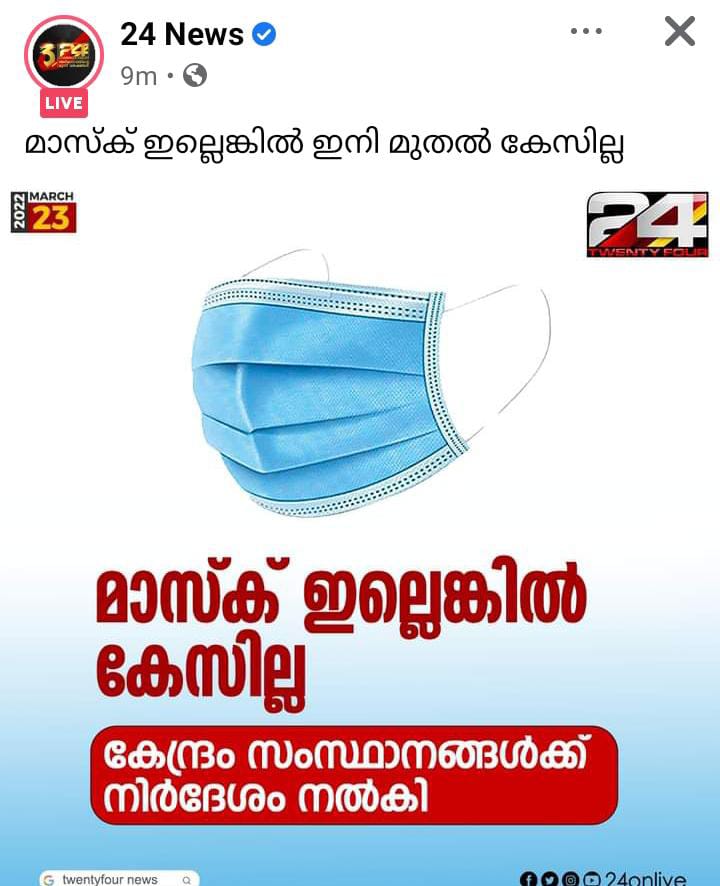 24 News
9m
LIVE
മാസ്ക് ഇല്ലെങ്കിൽ ഇനി മുതൽ കേസില്ല
2022 MARCH
23
24
TWENTY FOUR
മാസ്ക് ഇല്ലെങ്കിൽ
കേസില്ല
കേന്ദ്രം സംസ്ഥാനങ്ങൾക്ക്
നിർദേശം നൽകി
twentyfour news
24onlive